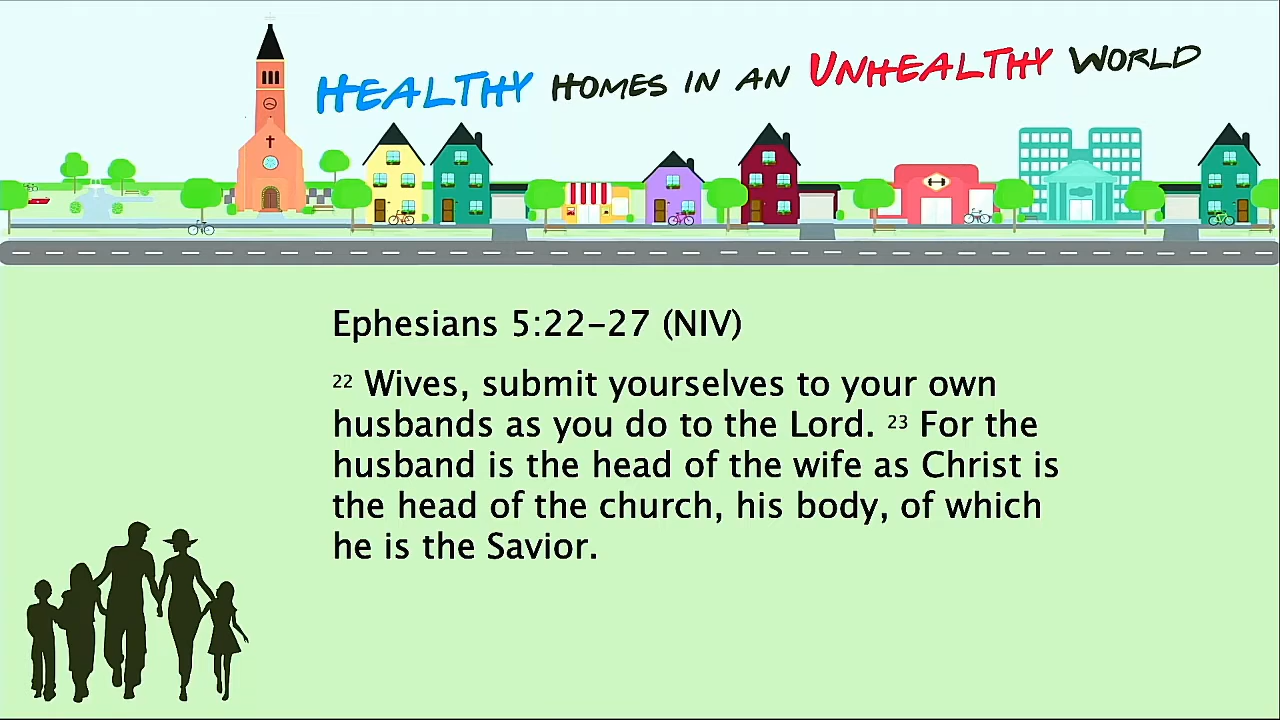 HEALTHY HOMES IN AN UNHEALTHY WORLD
Ephesians 5:22-27 (NIV)
22 Wives, submit yourselves to your own
husbands as you do to the Lord. 23 For the
husband is the head of the wife as Christ is
the head of the church, his body, of which
he is the Savior.